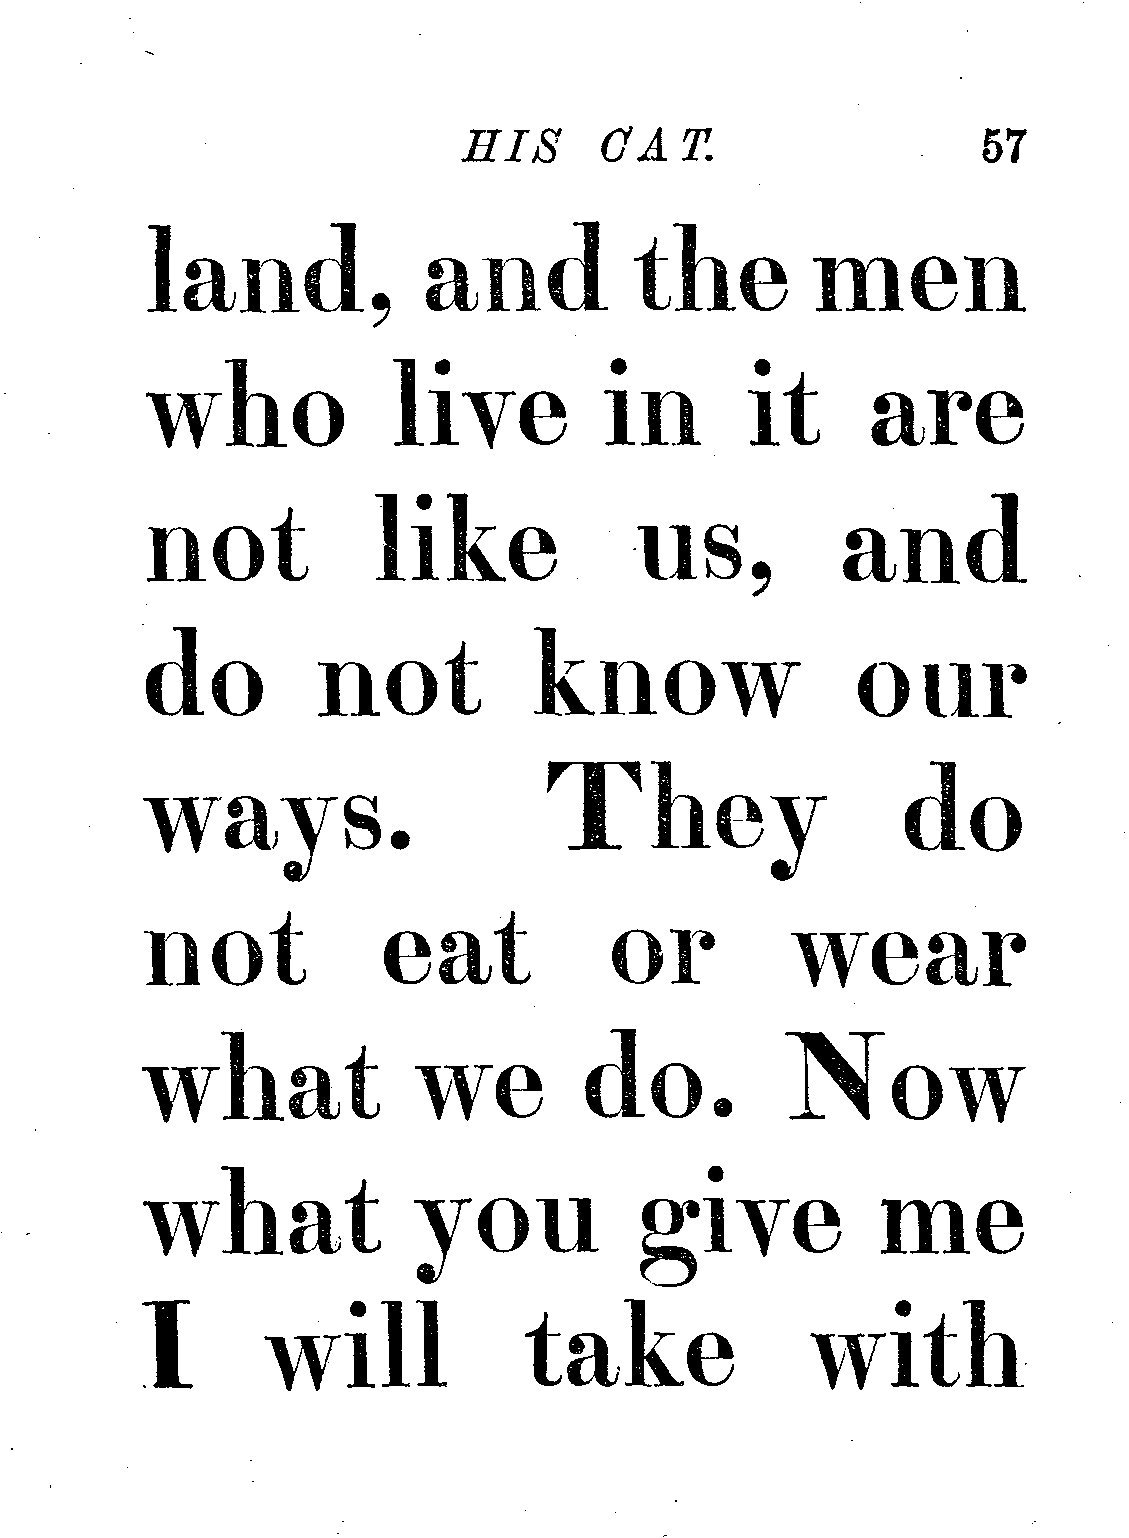 HIS CAT. 57
land, and the men
who live in it are
not like us, and
do not know our
ways. They do
not eat or wear
what we do. Now
what you give me
I will take with